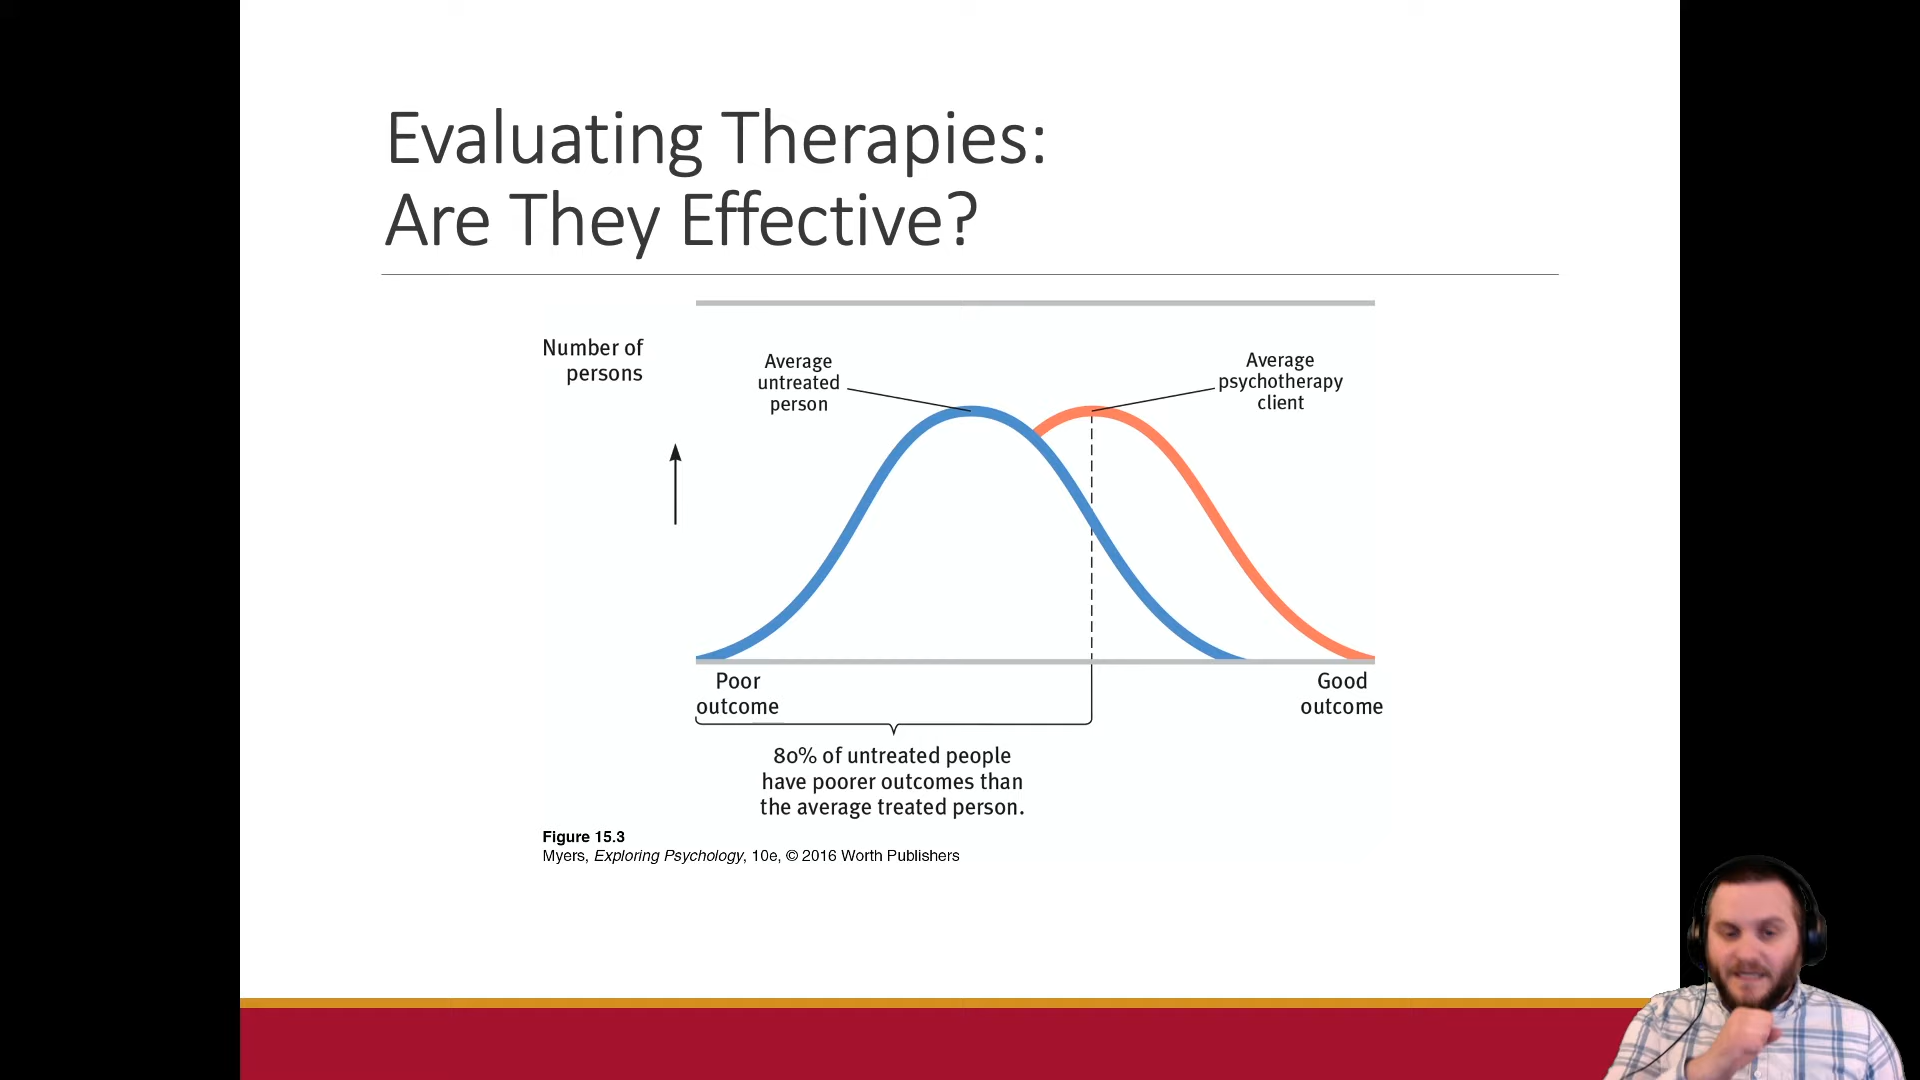 Evaluating Therapies:
Are They Effective?
Number of
persons
Average
untreated
person
Average
psychotherapy
client
Poor
outcome
Good
outcome
80% of untreated people
have poorer outcomes than
the average treated person.
Figure 15.3
Myers, Exploring Psychology, 10e, © 2016 Worth Publishers